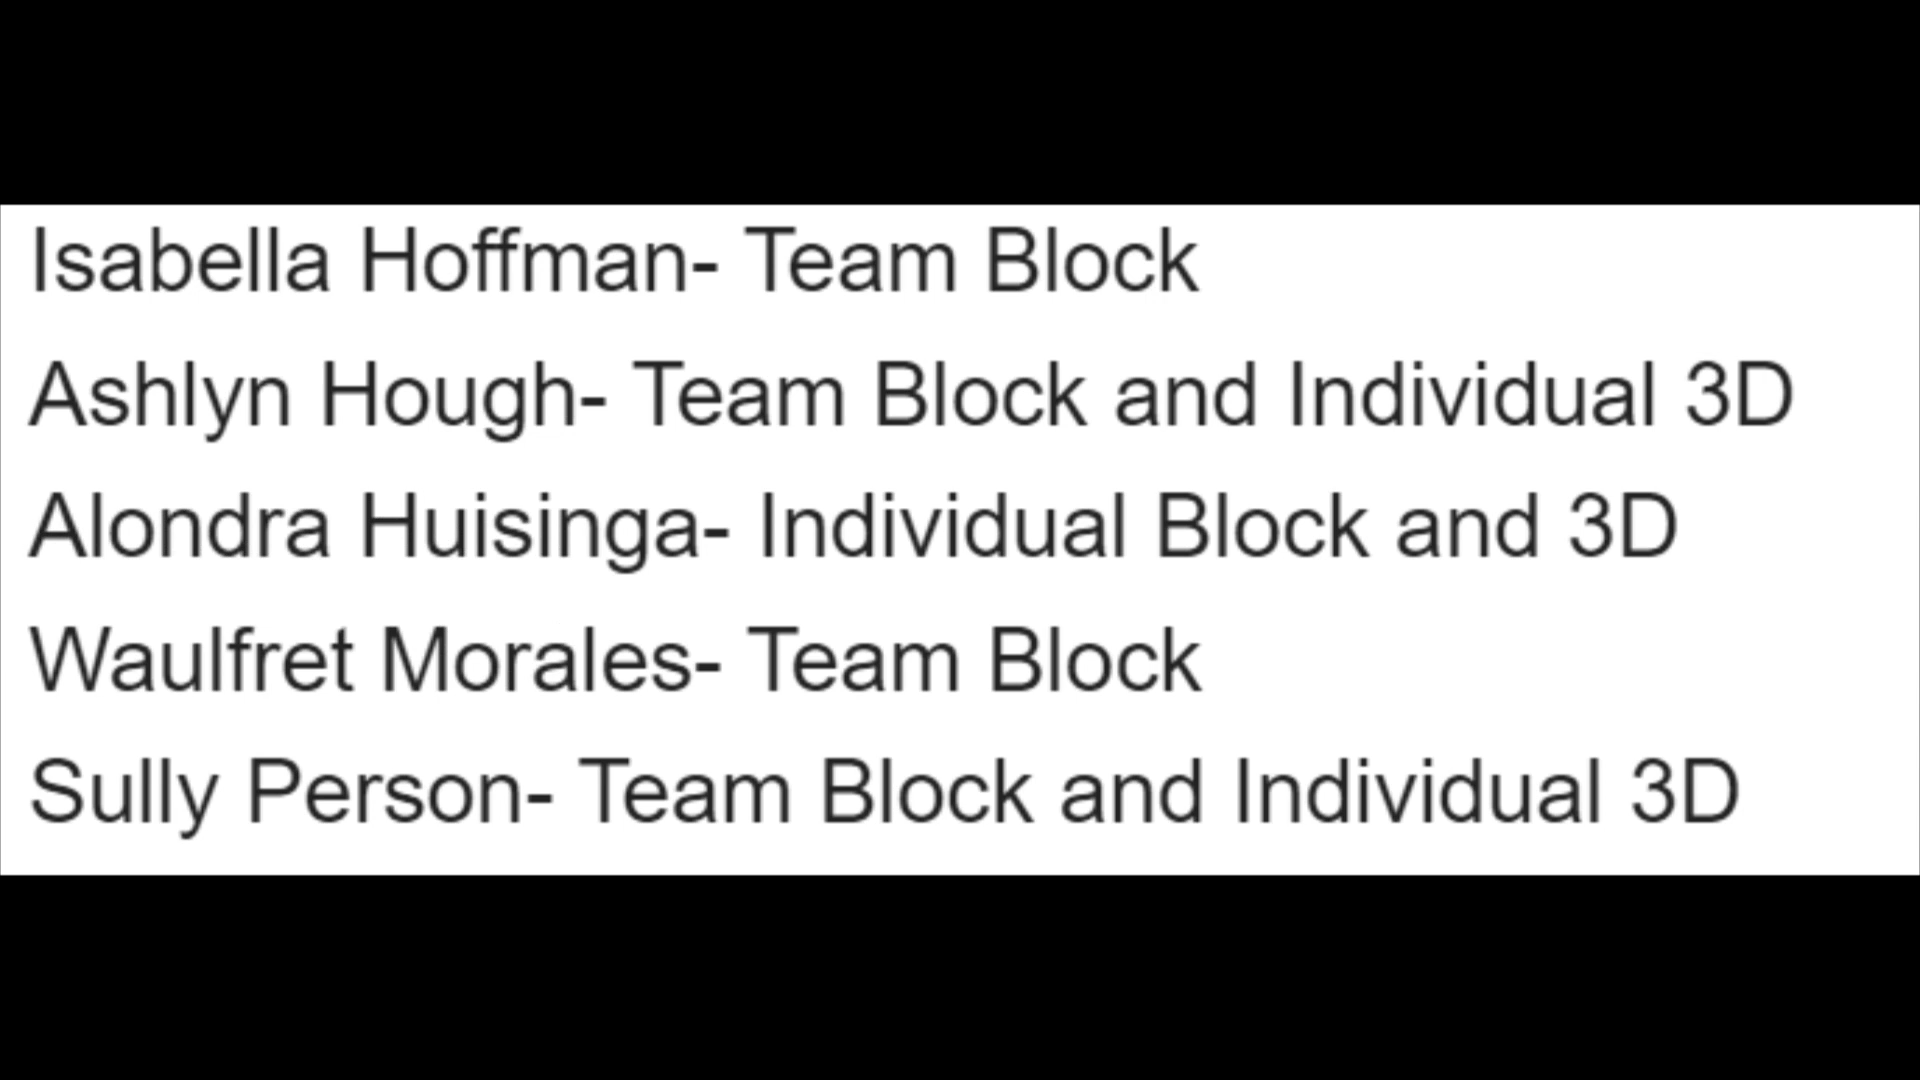 Isabella Hoffman- Team Block
Ashlyn Hough- Team Block and Individual 3D
Alondra Huisinga- Individual Block and 3D
Waulfret Morales- Team Block
Sully Person- Team Block and Individual 3D